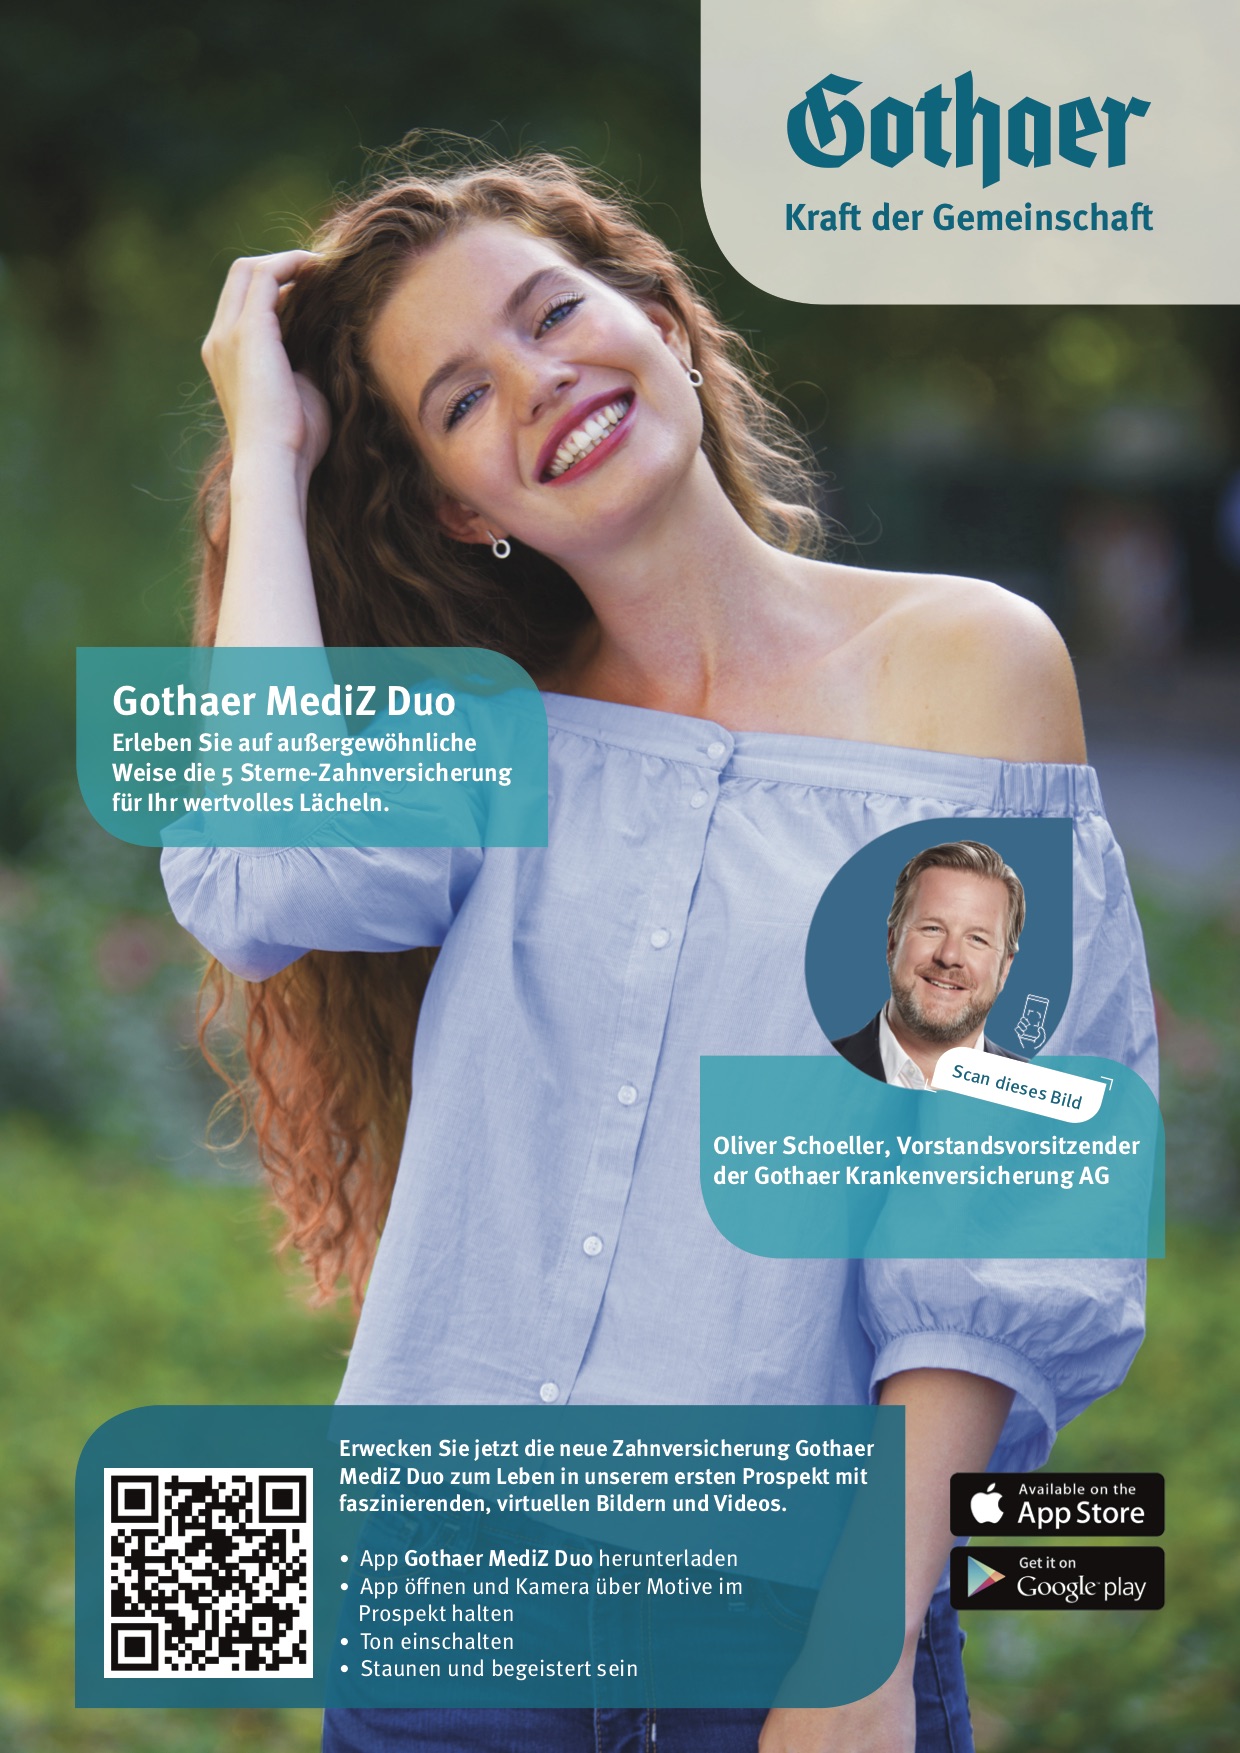 Gothaer
Kraft der Gemeinschaft
Gothaer MediZ Duo
Erleben Sie auf außergewöhnliche
Weise die 5 Sterne-Zahnversicherung
für Ihr wertvolles Lächeln.
Scan dieses Bild
Oliver Schoeller, Vorstandsvorsitzender
der Gothaer Krankenversicherung AG
Erwecken Sie jetzt die neue Zahnversicherung Gothaer
MediZ Duo zum Leben in unserem ersten Prospekt mit
faszinierenden, virtuellen Bildern und Videos.
• App Gothaer MediZ Duo herunterladen
• App öffnen und Kamera über Motive im
Prospekt halten
• Ton einschalten
• Staunen und begeistert sein
Available on the
App Store
Get it on
Google play